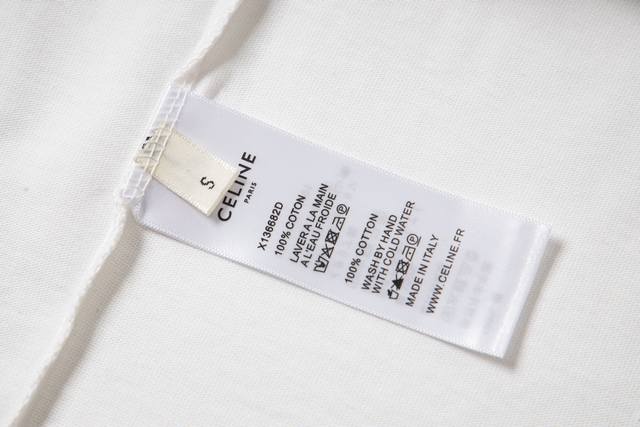 S
CELINE
PARIS
X136682D
100% COTON
LAVER A LA MAIN
A L'EAU FROIDE
100% COTTON
WASH BY HAND
WITH COLD WATER
MADE IN ITALY
WWW.CELINE.FR